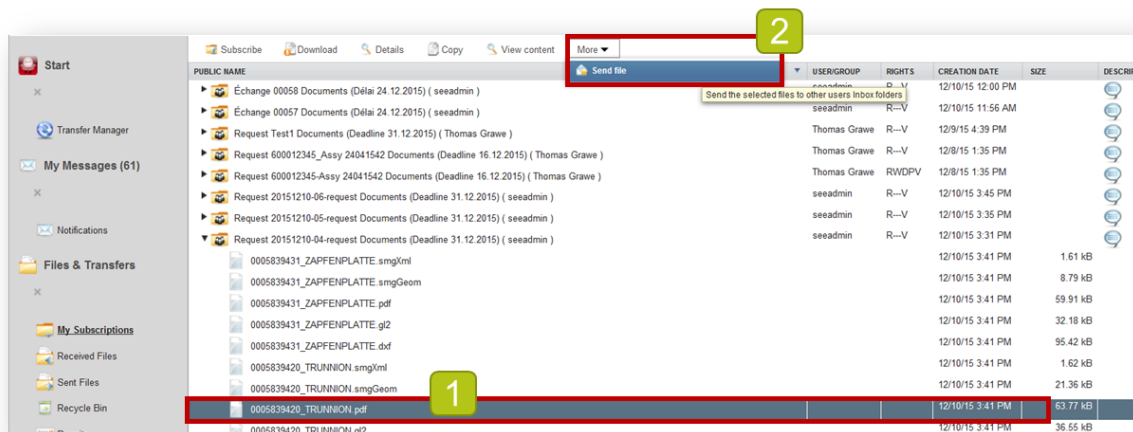 2
Subscribe Download Details Copy View content More
Start
Send file
PUBLIC NAME USER/GROUP RIGHTS CREATION DATE SIZE DESCRI
Échange 00058 Documents (Délai 24.12.2015) ( seeadmin ) seeadmin R---V 12/10/15 12:00 PM
Send the selected files to other users Inbox folders
Échange 00057 Documents (Délai 24.12.2015) ( seeadmin ) seeadmin R---V 12/10/15 11:56 AM
Transfer Manager
Request Test1 Documents (Deadline 31.12.2015) ( Thomas Grawe ) Thomas Grawe R---V 12/9/15 4:39 PM
Request 600012345_Assy 24041542 Documents (Deadline 16.12.2015) ( Thomas Grawe ) Thomas Grawe R---V 12/8/15 1:35 PM
My Messages (61)
Request 600012345-Assy 24041542 Documents (Deadline 16.12.2015) ( Thomas Grawe ) Thomas Grawe RWDPV 12/8/15 1:35 PM
Request 20151210-06-request Documents (Deadline 31.12.2015) ( seeadmin ) seeadmin R---V 12/10/15 3:45 PM
Request 20151210-05-request Documents (Deadline 31.12.2015) ( seeadmin ) seeadmin R---V 12/10/15 3:35 PM
Notifications
Request 20151210-04-request Documents (Deadline 31.12.2015) ( seeadmin ) seeadmin R---V 12/10/15 3:31 PM
Files & Transfers
0005839431_ZAPFENPLATTE.smgXml 12/10/15 3:41 PM 1.61 kB
0005839431_ZAPFENPLATTE.smgGeom 12/10/15 3:41 PM 8.79 kB
0005839431_ZAPFENPLATTE.pdf 12/10/15 3:41 PM 59.91 kB
0005839431_ZAPFENPLATTE.gl2 12/10/15 3:41 PM 32.18 kB
My Subscriptions
0005839431_ZAPFENPLATTE.dxf 12/10/15 3:41 PM 95.42 kB
Received Files
0005839420_TRUNNION.smgXml 12/10/15 3:41 PM 1.62 kB
Sent Files
0005839420_TRUNNION.smgGeom 12/10/15 3:41 PM 21.36 kB
1
Recycle Bin
0005839420_TRUNNION.pdf 12/10/15 3:41 PM 63.77 kB
0005839420_TRUNNION.gl2 12/10/15 3:41 PM 36.55 kB